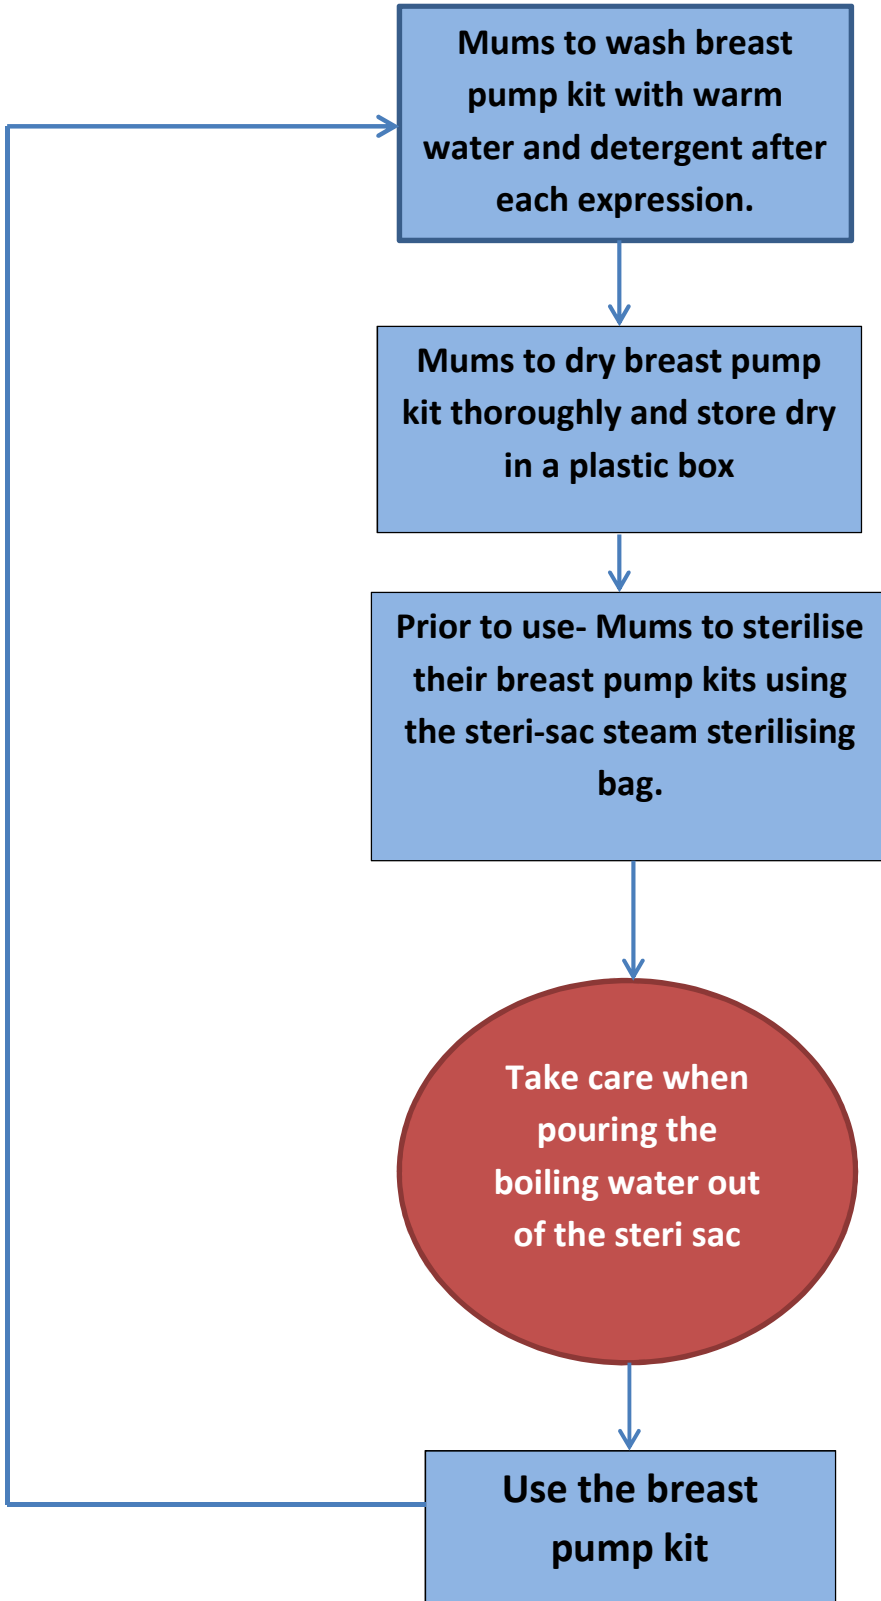 Mums to wash breast
pump kit with warm
water and detergent after
each expression.
Mums to dry breast pump
kit thoroughly and store dry
in a plastic box
Prior to use- Mums to sterilise
their breast pump kits using
the steri-sac steam sterilising
bag.
Take care when
pouring the
boiling water out
of the steri sac
Use the breast
pump kit